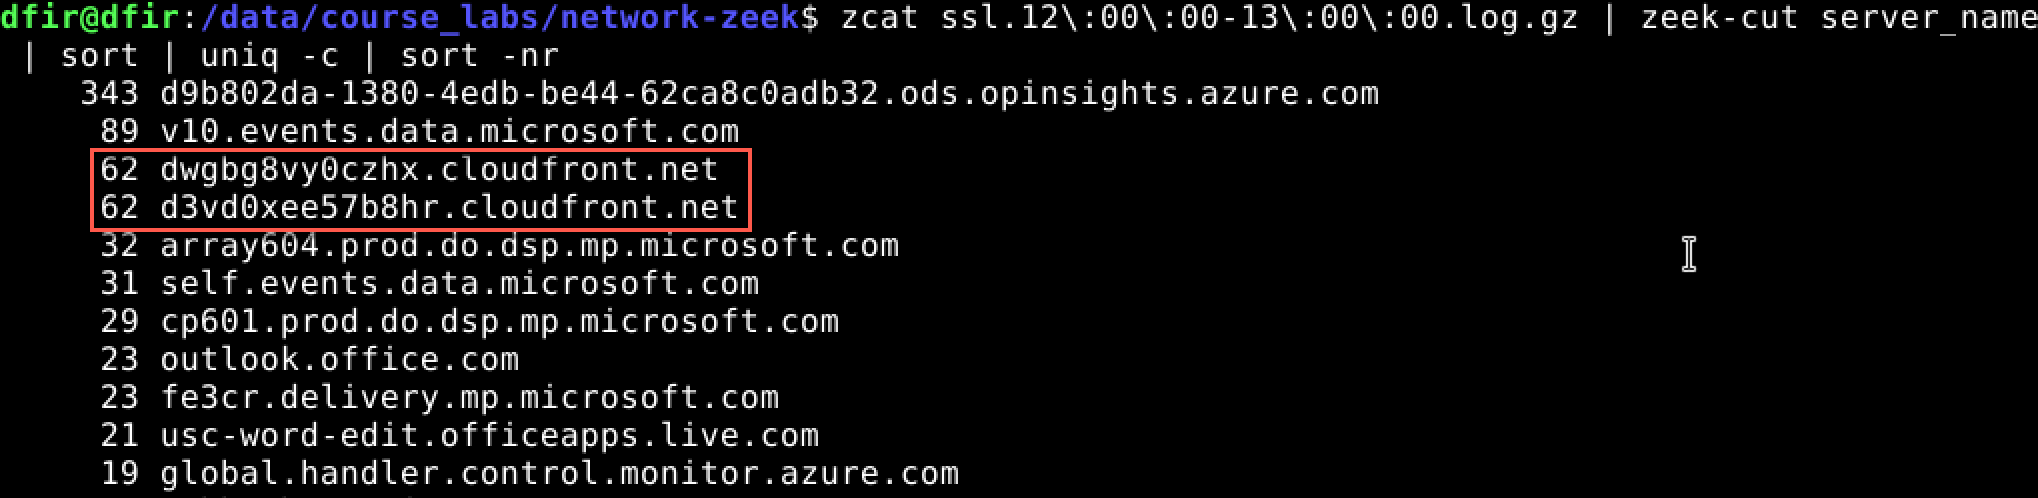 dfir@dfir:/data/course_labs/network-zeek$ zcat ssl.12\:00\:00-13\:00\:00.log.gz | zeek-cut server_name
| sort | uniq -c | sort -nr
343 d9b802da-1380-4edb-be44-62ca8c0adb32.ods.opinsights.azure.com
89 v10.events.data.microsoft.com
62 dwgbg8vy0czhx.cloudfront.net
62 d3vd0xee57b8hr.cloudfront.net
32 array604.prod.do.dsp.mp.microsoft.com
31 self.events.data.microsoft.com
29 cp601.prod.do.dsp.mp.microsoft.com
23 outlook.office.com
23 fe3cr.delivery.mp.microsoft.com
21 usc-word-edit.officeapps.live.com
19 global.handler.control.monitor.azure.com